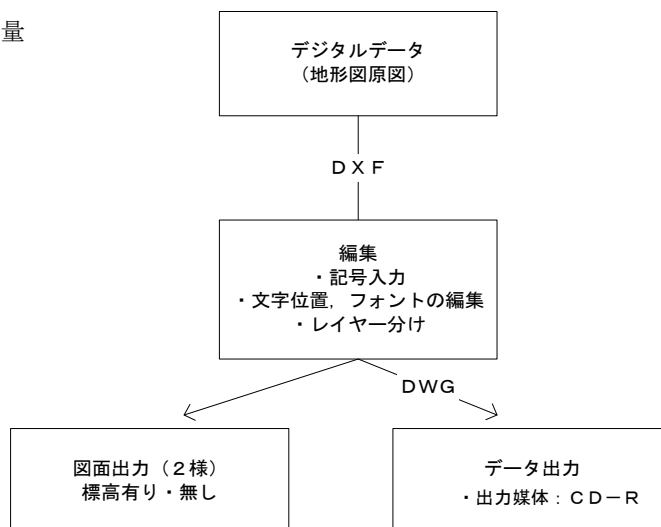 量
デジタルデータ
（地形図原図）
ＤＸＦ
編集
・記号入力
・文字位置，フォントの編集
・レイヤー分け
ＤＷＧ
図面出力（２様）
標高有り・無し
データ出力
・出力媒体：ＣＤ－Ｒ